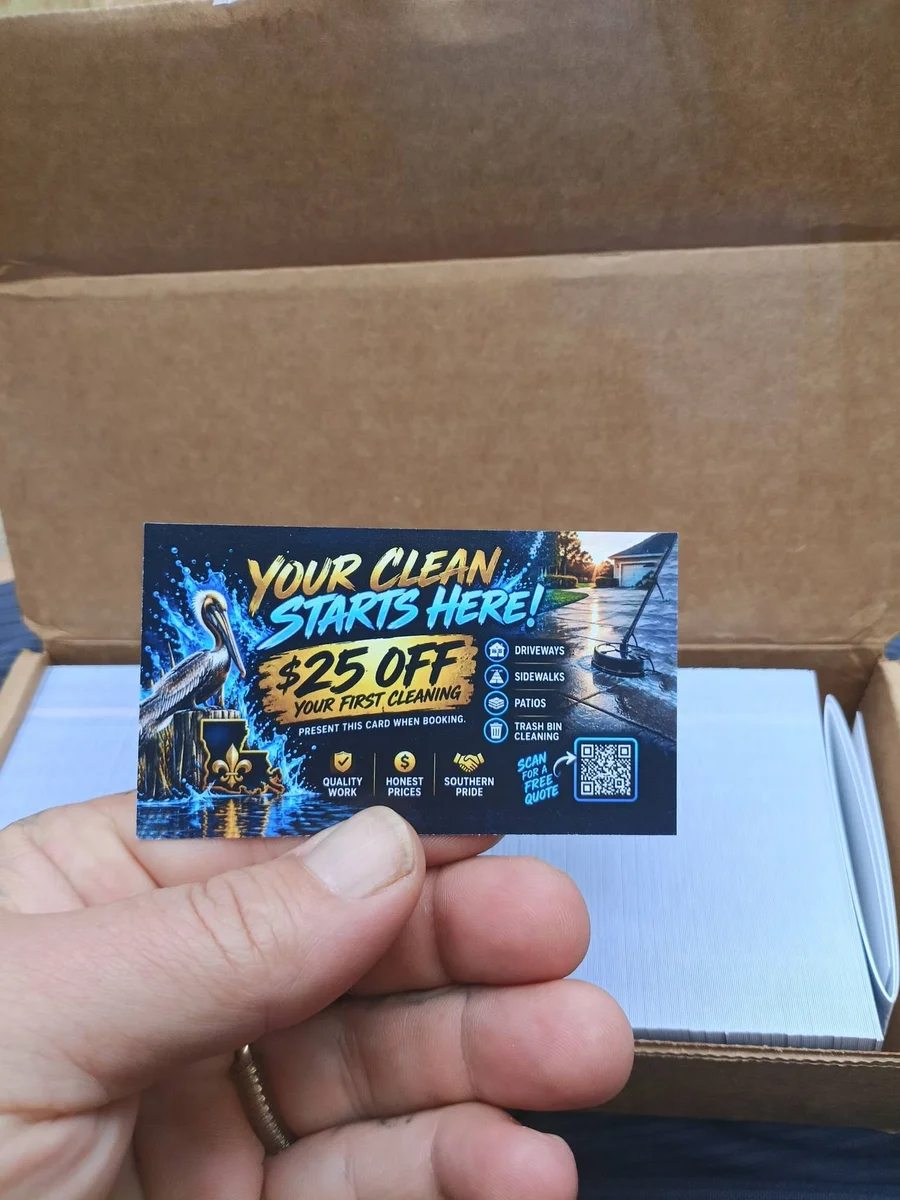 YOUR CLEAN
STARTS HERE!
$25 OFF
YOUR FIRST CLEANING
PRESENT THIS CARD WHEN BOOKING.
DRIVEWAYS
SIDEWALKS
PATIOS
TRASH BIN
CLEANING
QUALITY
WORK
HONEST
PRICES
SOUTHERN
PRIDE
SCAN
FOR A
FREE
QUOTE